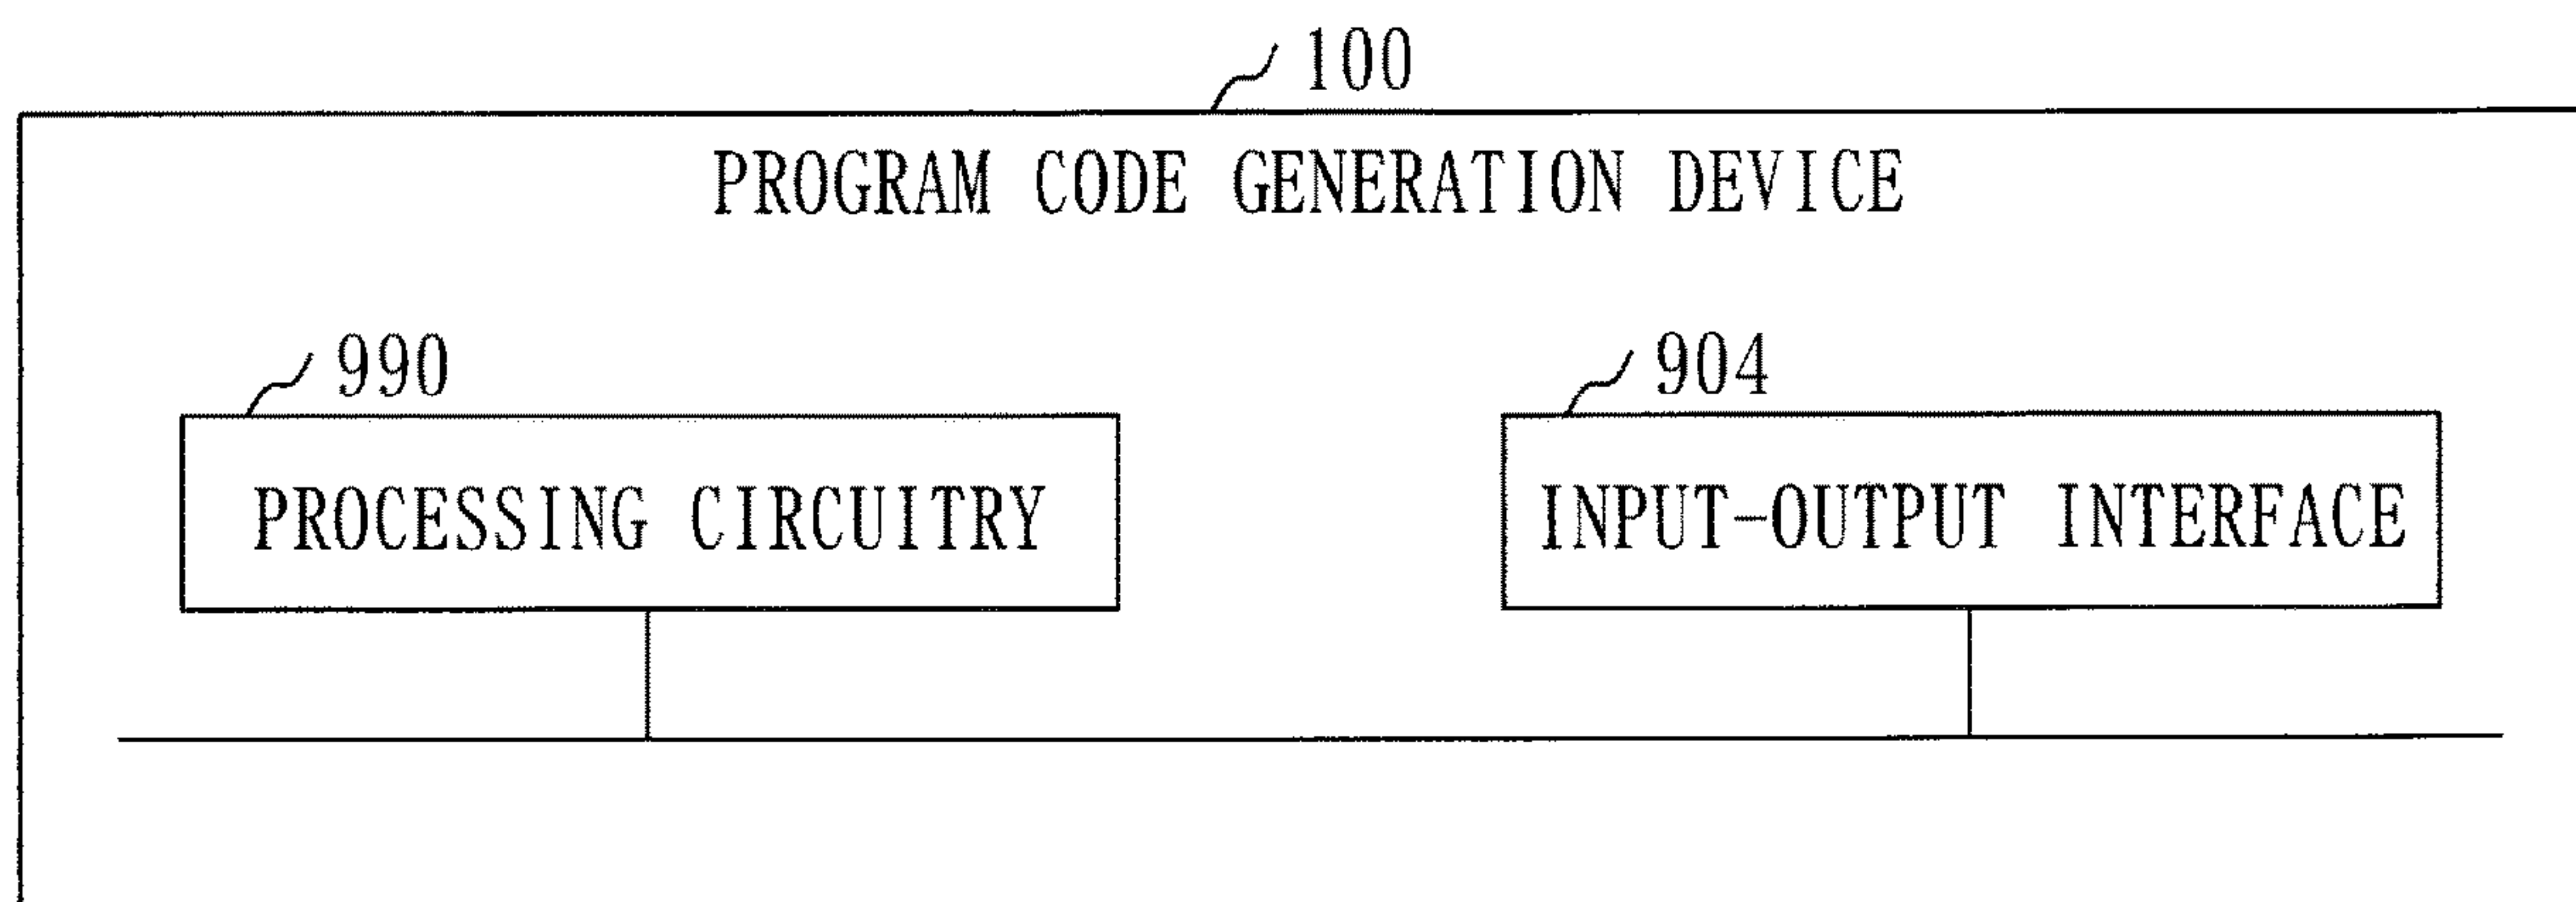 100
PROGRAM CODE GENERATION DEVICE
990
904
PROCESSING CIRCUITRY
INPUT-OUTPUT INTERFACE